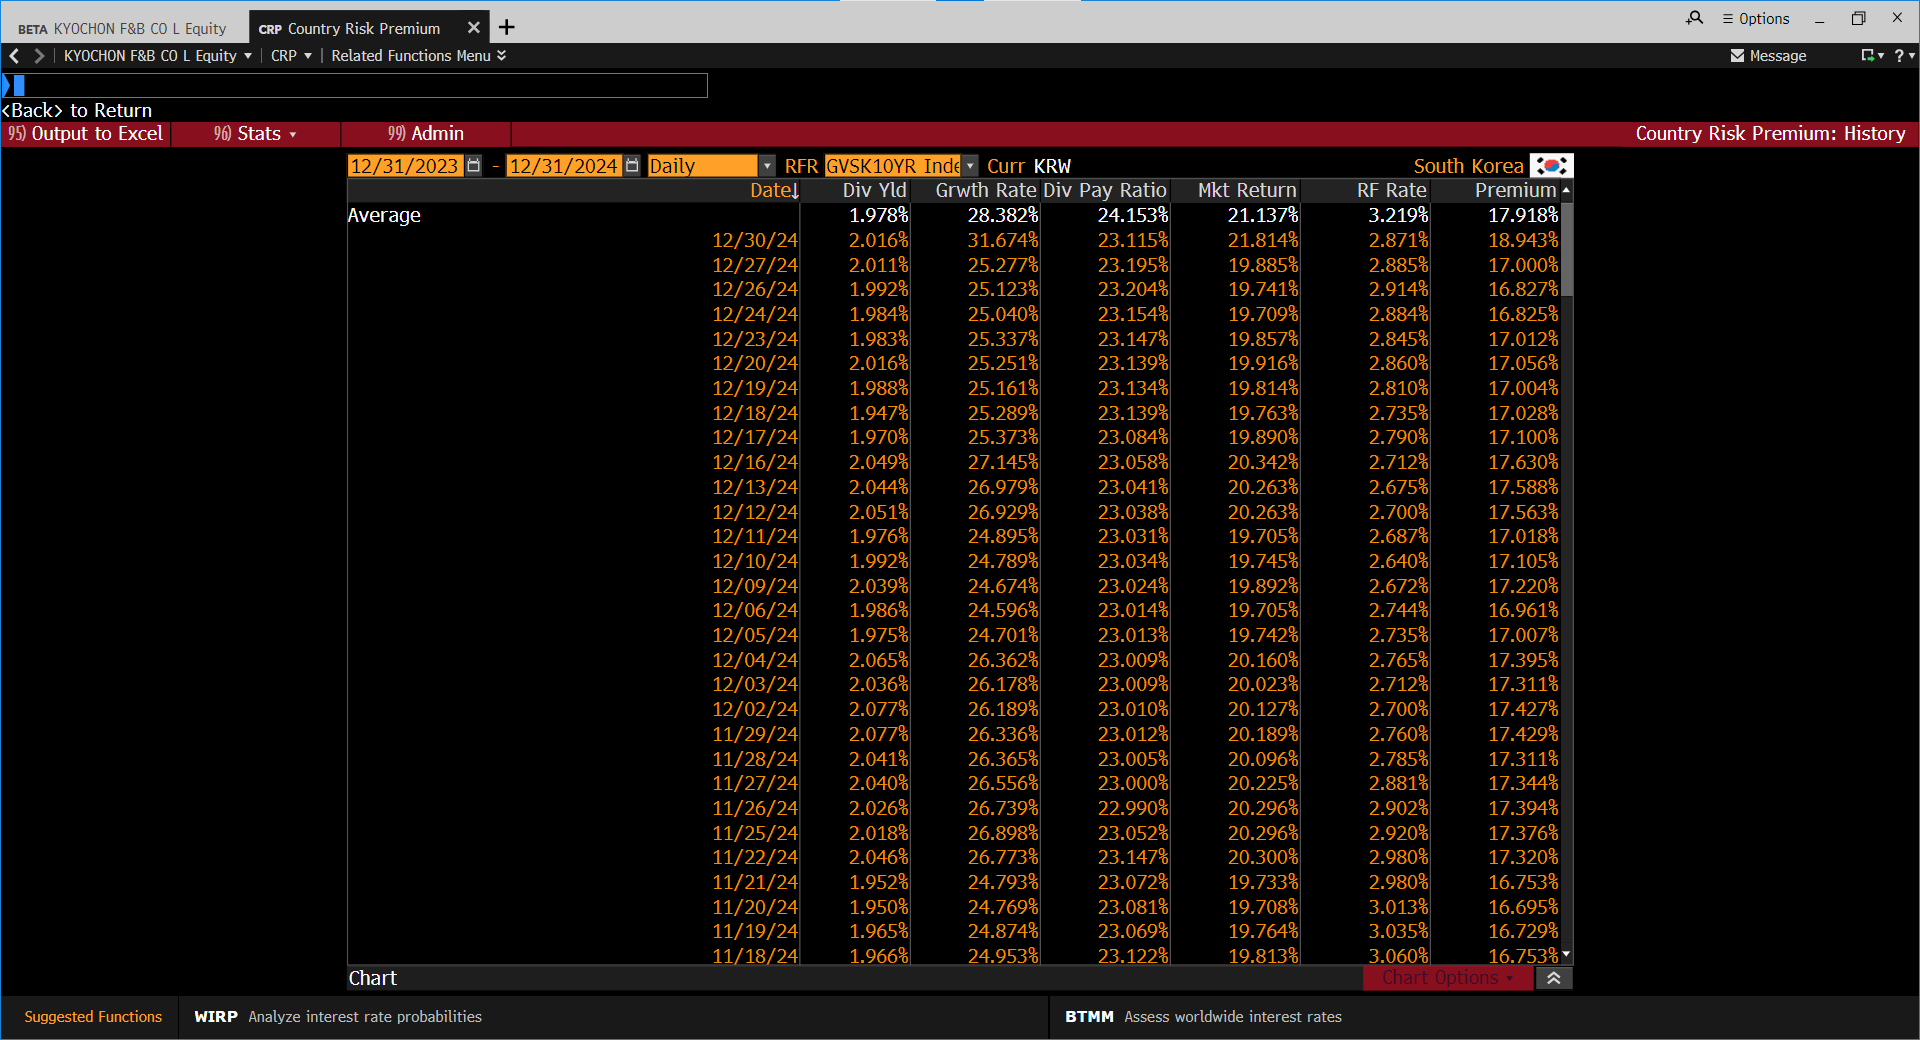 BETA KYOCHON F&B CO L Equity CRP Country Risk Premium Options
KYOCHON F&B CO L Equity CRP Related Functions Menu Message ?
<Back> to Return
95) Output to Excel 96) Stats 99) Admin Country Risk Premium: History
12/31/2023 - 12/31/2024 Daily RFR GVSK10YR Inde Curr KRW South Korea
Date Div Yld Grwth Rate Div Pay Ratio Mkt Return RF Rate Premium
Average 1.978% 28.382% 24.153% 21.137% 3.219% 17.918%
12/30/24 2.016% 31.674% 23.115% 21.814% 2.871% 18.943%
12/27/24 2.011% 25.277% 23.195% 19.885% 2.885% 17.000%
12/26/24 1.992% 25.123% 23.204% 19.741% 2.914% 16.827%
12/24/24 1.984% 25.040% 23.154% 19.709% 2.884% 16.825%
12/23/24 1.983% 25.337% 23.147% 19.857% 2.845% 17.012%
12/20/24 2.016% 25.251% 23.139% 19.916% 2.860% 17.056%
12/19/24 1.988% 25.161% 23.134% 19.814% 2.810% 17.004%
12/18/24 1.947% 25.289% 23.139% 19.763% 2.735% 17.028%
12/17/24 1.970% 25.373% 23.084% 19.890% 2.790% 17.100%
12/16/24 2.049% 27.145% 23.058% 20.342% 2.712% 17.630%
12/13/24 2.044% 26.979% 23.041% 20.263% 2.675% 17.588%
12/12/24 2.051% 26.929% 23.038% 20.263% 2.700% 17.563%
12/11/24 1.976% 24.895% 23.031% 19.705% 2.687% 17.018%
12/10/24 1.992% 24.789% 23.034% 19.745% 2.640% 17.105%
12/09/24 2.039% 24.674% 23.024% 19.892% 2.672% 17.220%
12/06/24 1.986% 24.596% 23.014% 19.705% 2.744% 16.961%
12/05/24 1.975% 24.701% 23.013% 19.742% 2.735% 17.007%
12/04/24 2.065% 26.362% 23.009% 20.160% 2.765% 17.395%
12/03/24 2.036% 26.178% 23.009% 20.023% 2.712% 17.311%
12/02/24 2.077% 26.189% 23.010% 20.127% 2.700% 17.427%
11/29/24 2.077% 26.336% 23.012% 20.189% 2.760% 17.429%
11/28/24 2.041% 26.365% 23.005% 20.096% 2.785% 17.311%
11/27/24 2.040% 26.556% 23.000% 20.225% 2.881% 17.344%
11/26/24 2.026% 26.739% 22.990% 20.296% 2.902% 17.394%
11/25/24 2.018% 26.898% 23.052% 20.296% 2.920% 17.376%
11/22/24 2.046% 26.773% 23.147% 20.300% 2.980% 17.320%
11/21/24 1.952% 24.793% 23.072% 19.733% 2.980% 16.753%
11/20/24 1.950% 24.769% 23.081% 19.708% 3.013% 16.695%
11/19/24 1.965% 24.874% 23.069% 19.764% 3.035% 16.729%
11/18/24 1.966% 24.953% 23.122% 19.813% 3.060% 16.753%
Chart Chart Options
Suggested Functions WIRP Analyze interest rate probabilities BTMM Assess worldwide interest rates